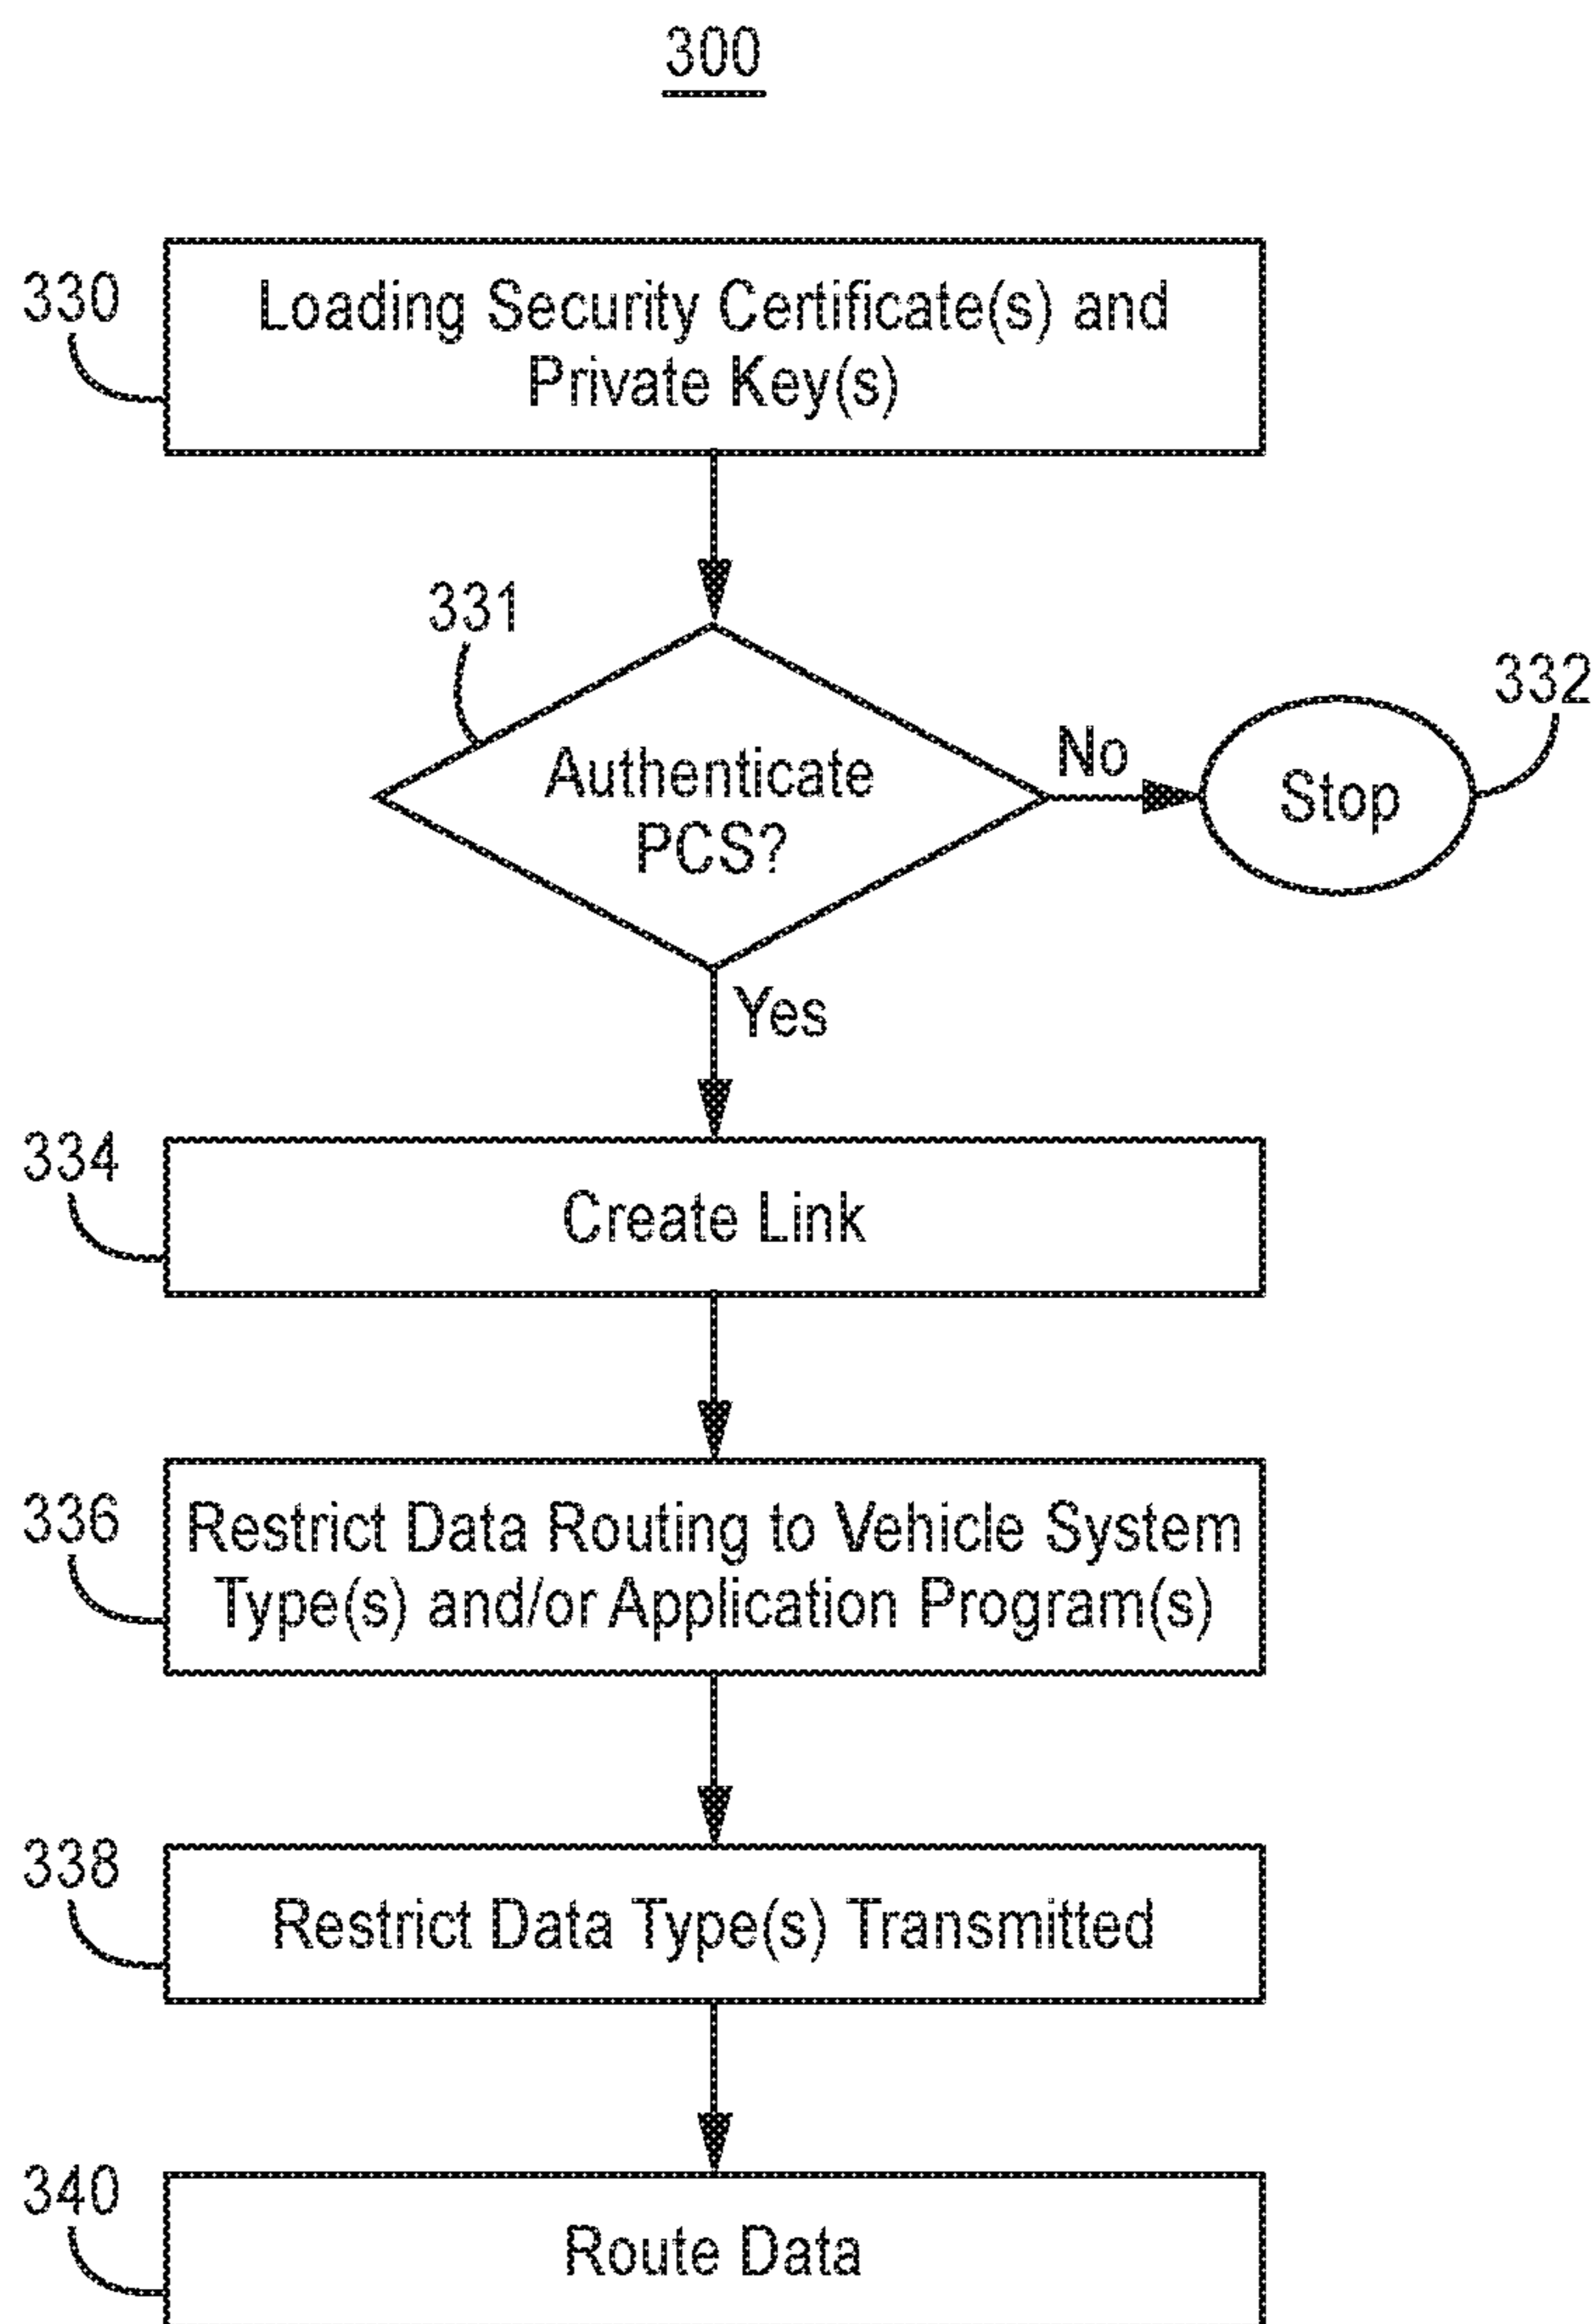 300
330
Loading Security Certificate(s) and
Private Key(s)
331
332
Authenticate
PCS?
No
Stop
Yes
334
Create Link
336
Restrict Data Routing to Vehicle System
Type(s) and/or Application Program(s)
338
Restrict Data Type(s) Transmitted
340
Route Data